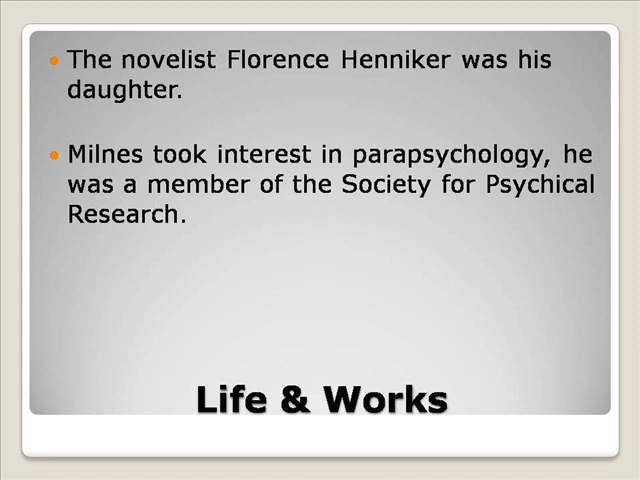 The novelist Florence Henniker was his
daughter.
Milnes took interest in parapsychology, he
was a member of the Society for Psychical
Research.
Life & Works